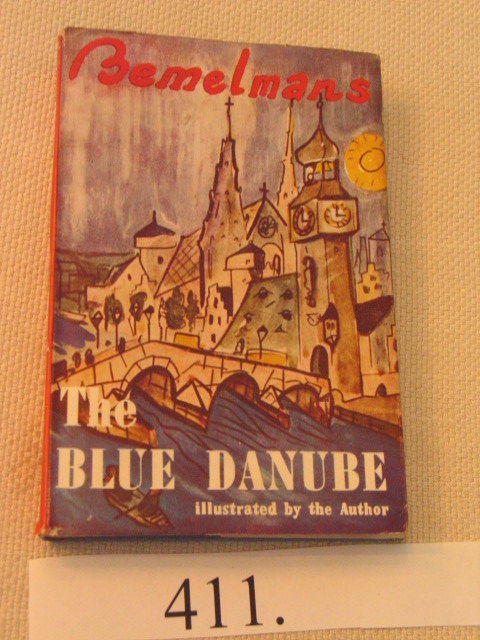 Bemelmans
The
BLUE DANUBE
illustrated by the Author
411.